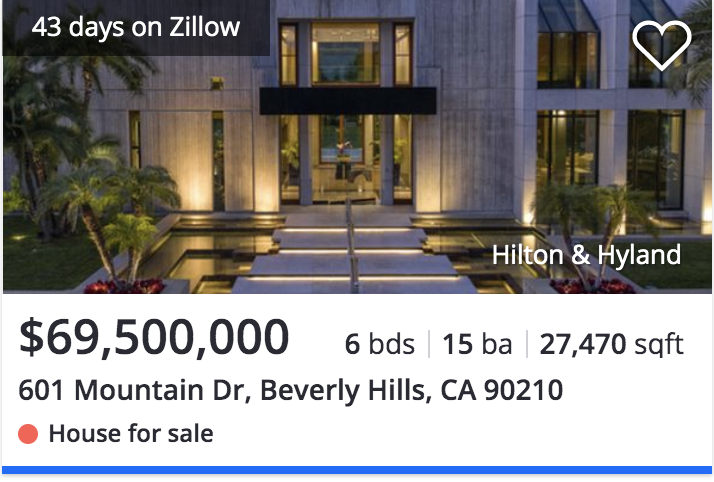 43 days on Zillow
Hilton & Hyland
$69,500,000 6 bds 15 ba 27,470 sqft
601 Mountain Dr, Beverly Hills, CA 90210
House for sale